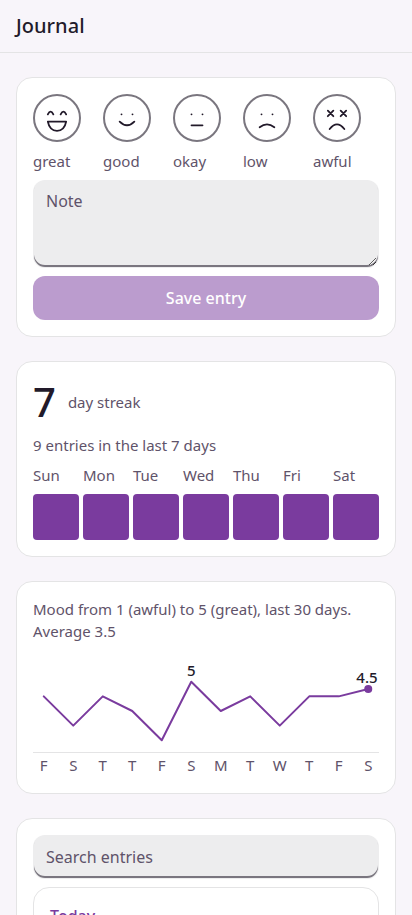 Journal
great good okay low awful
Note
Save entry
7 day streak
9 entries in the last 7 days
Sun Mon Tue Wed Thu Fri Sat
Mood from 1 (awful) to 5 (great), last 30 days.
Average 3.5
5
4.5
F S T T F S M T W T F S
Search entries
Today